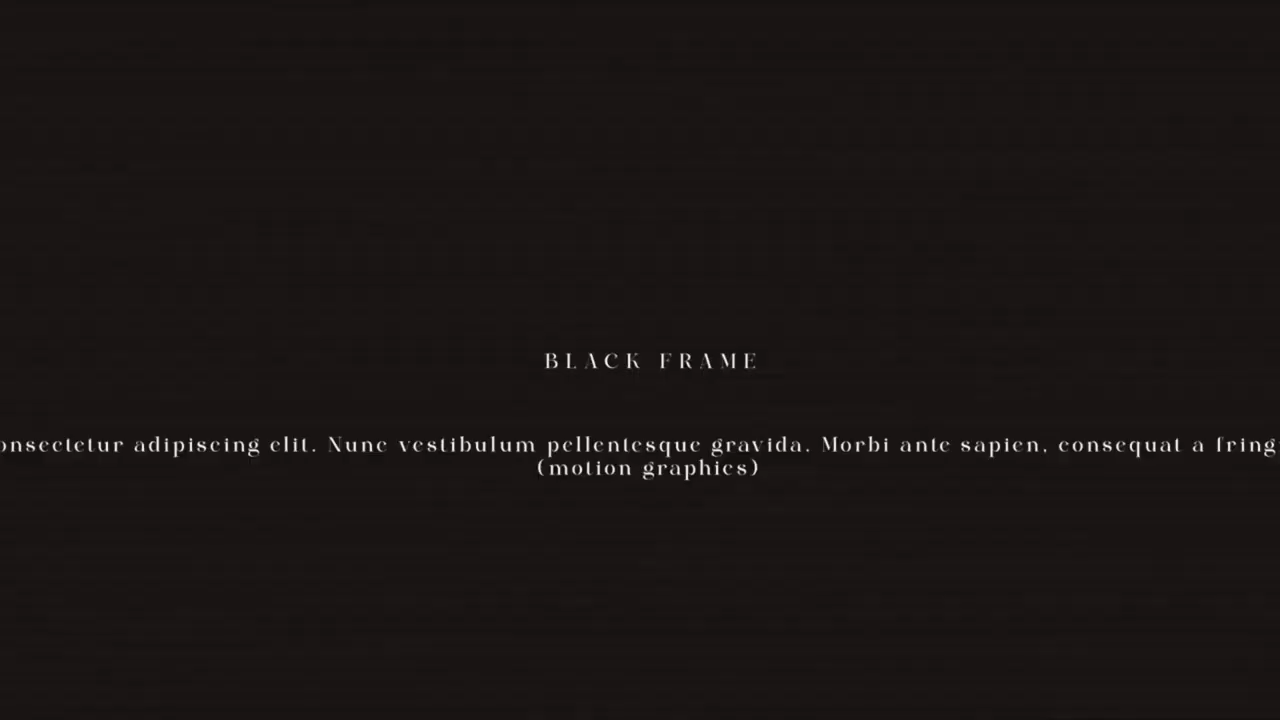 BLACK FRAME
onsectetur adipiscing elit. Nunc vestibulum pellentesque gravida. Morbi ante sapien, consequat a fring
(motion graphics)